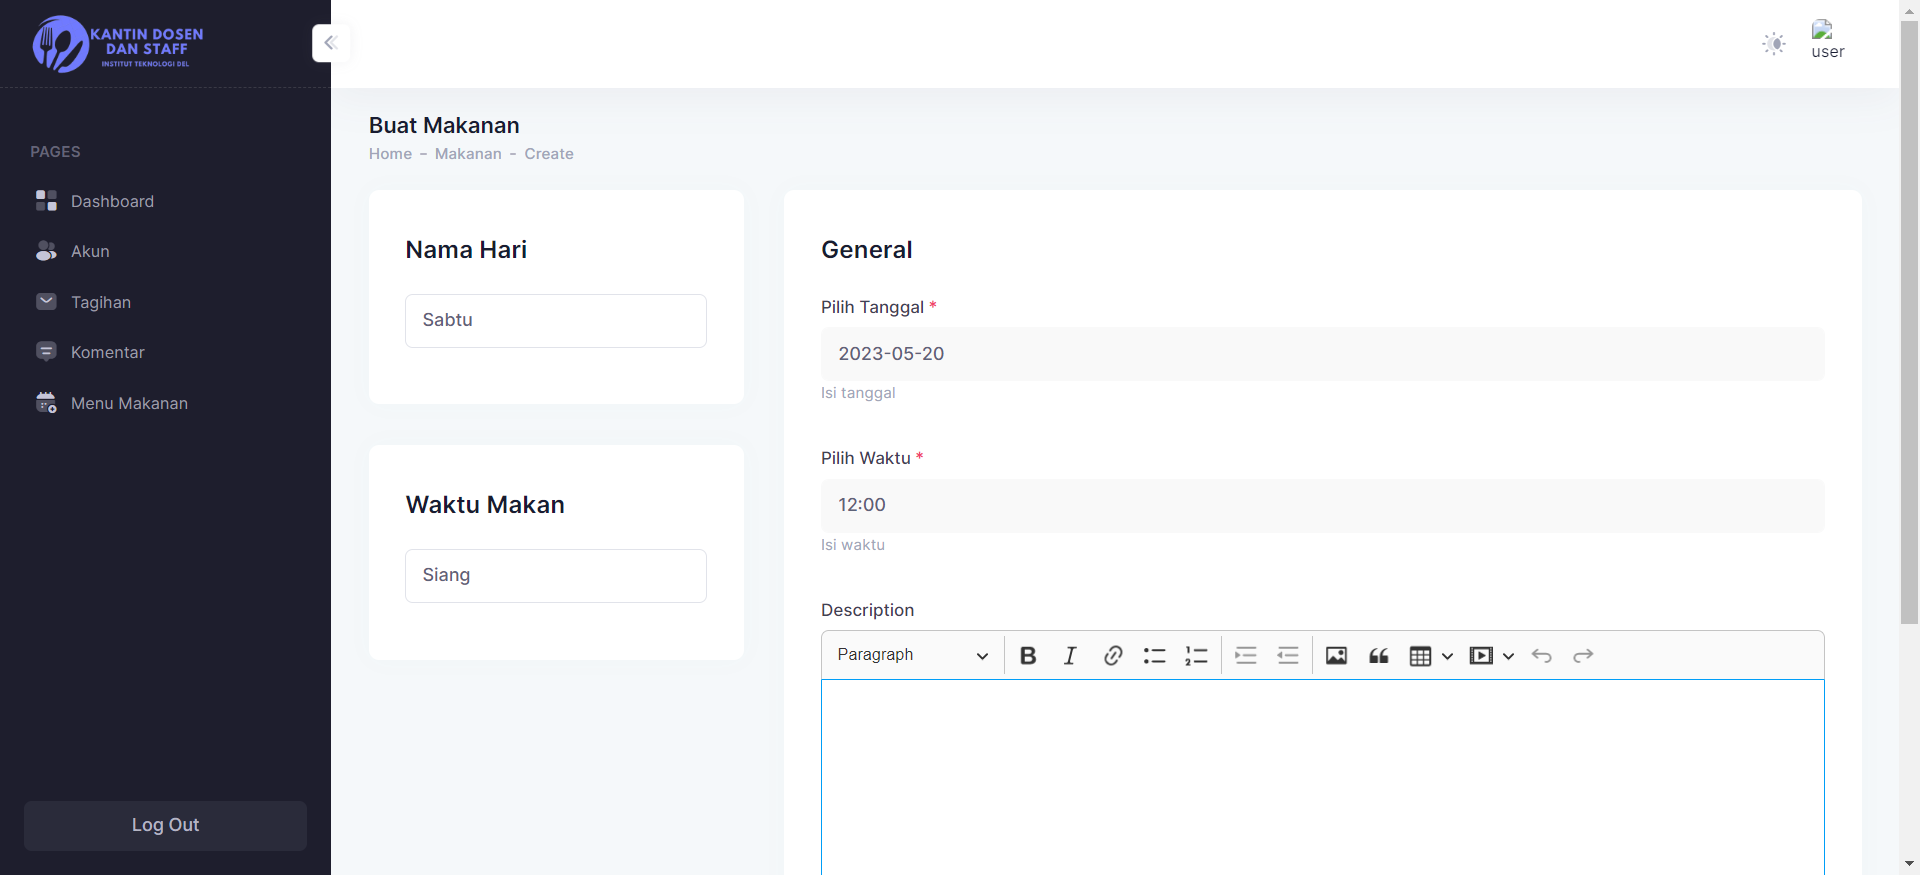 KANTIN DOSEN
DAN STAFF
INSTITUT TEKNOLOGI DEL
user
PAGES
Dashboard
Akun
Tagihan
Komentar
Menu Makanan
Log Out
Buat Makanan
Home - Makanan - Create
Nama Hari
Sabtu
Waktu Makan
Siang
General
Pilih Tanggal *
2023-05-20
Isi tanggal
Pilih Waktu *
12:00
Isi waktu
Description
Paragraph